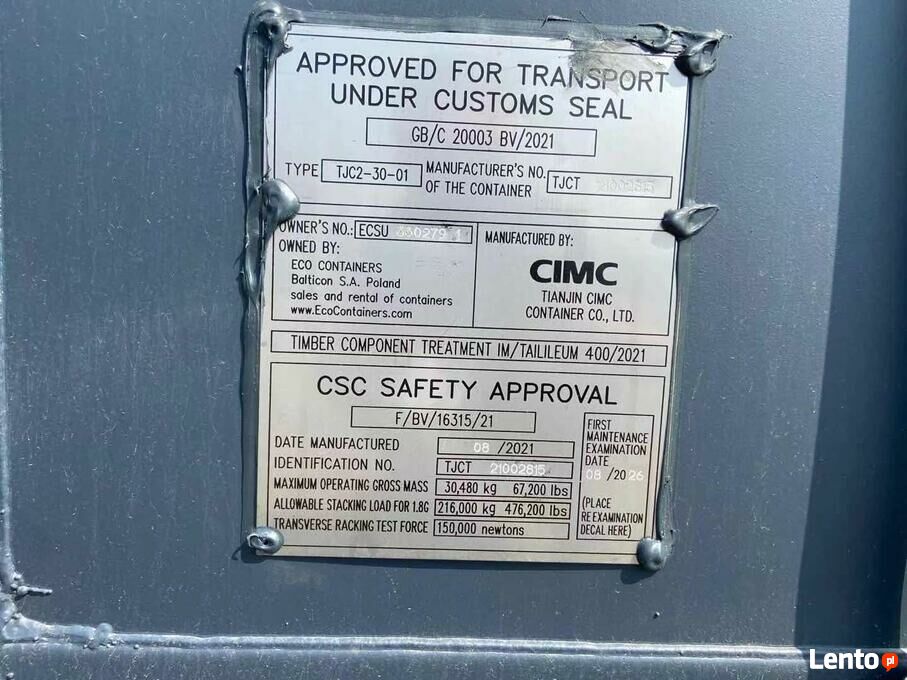 APPROVED FOR TRANSPORT
UNDER CUSTOMS SEAL
GB/C 20003 BV/2021
TYPE TJC2-30-01 MANUFACTURER'S NO. OF THE CONTAINER TJCT 21002815
OWNER'S NO.: ECSU 330279 1
OWNED BY:
ECO CONTAINERS
Balticon S.A. Poland
sales and rental of containers
www.EcoContainers.com
MANUFACTURED BY:
CIMC
TIANJIN CIMC
CONTAINER CO., LTD.
TIMBER COMPONENT TREATMENT IM/TAILILEUM 400/2021
CSC SAFETY APPROVAL
F/BV/16315/21
DATE MANUFACTURED 08 /2021
IDENTIFICATION NO. TJCT 21002815
MAXIMUM OPERATING GROSS MASS 30,480 kg 67,200 lbs
ALLOWABLE STACKING LOAD FOR 1.8G 216,000 kg 476,200 lbs
TRANSVERSE RACKING TEST FORCE 150,000 newtons
FIRST
MAINTENANCE
EXAMINATION
DATE
08 /2026
(PLACE
REEXAMINATION
DECAL HERE)
Lento.pl